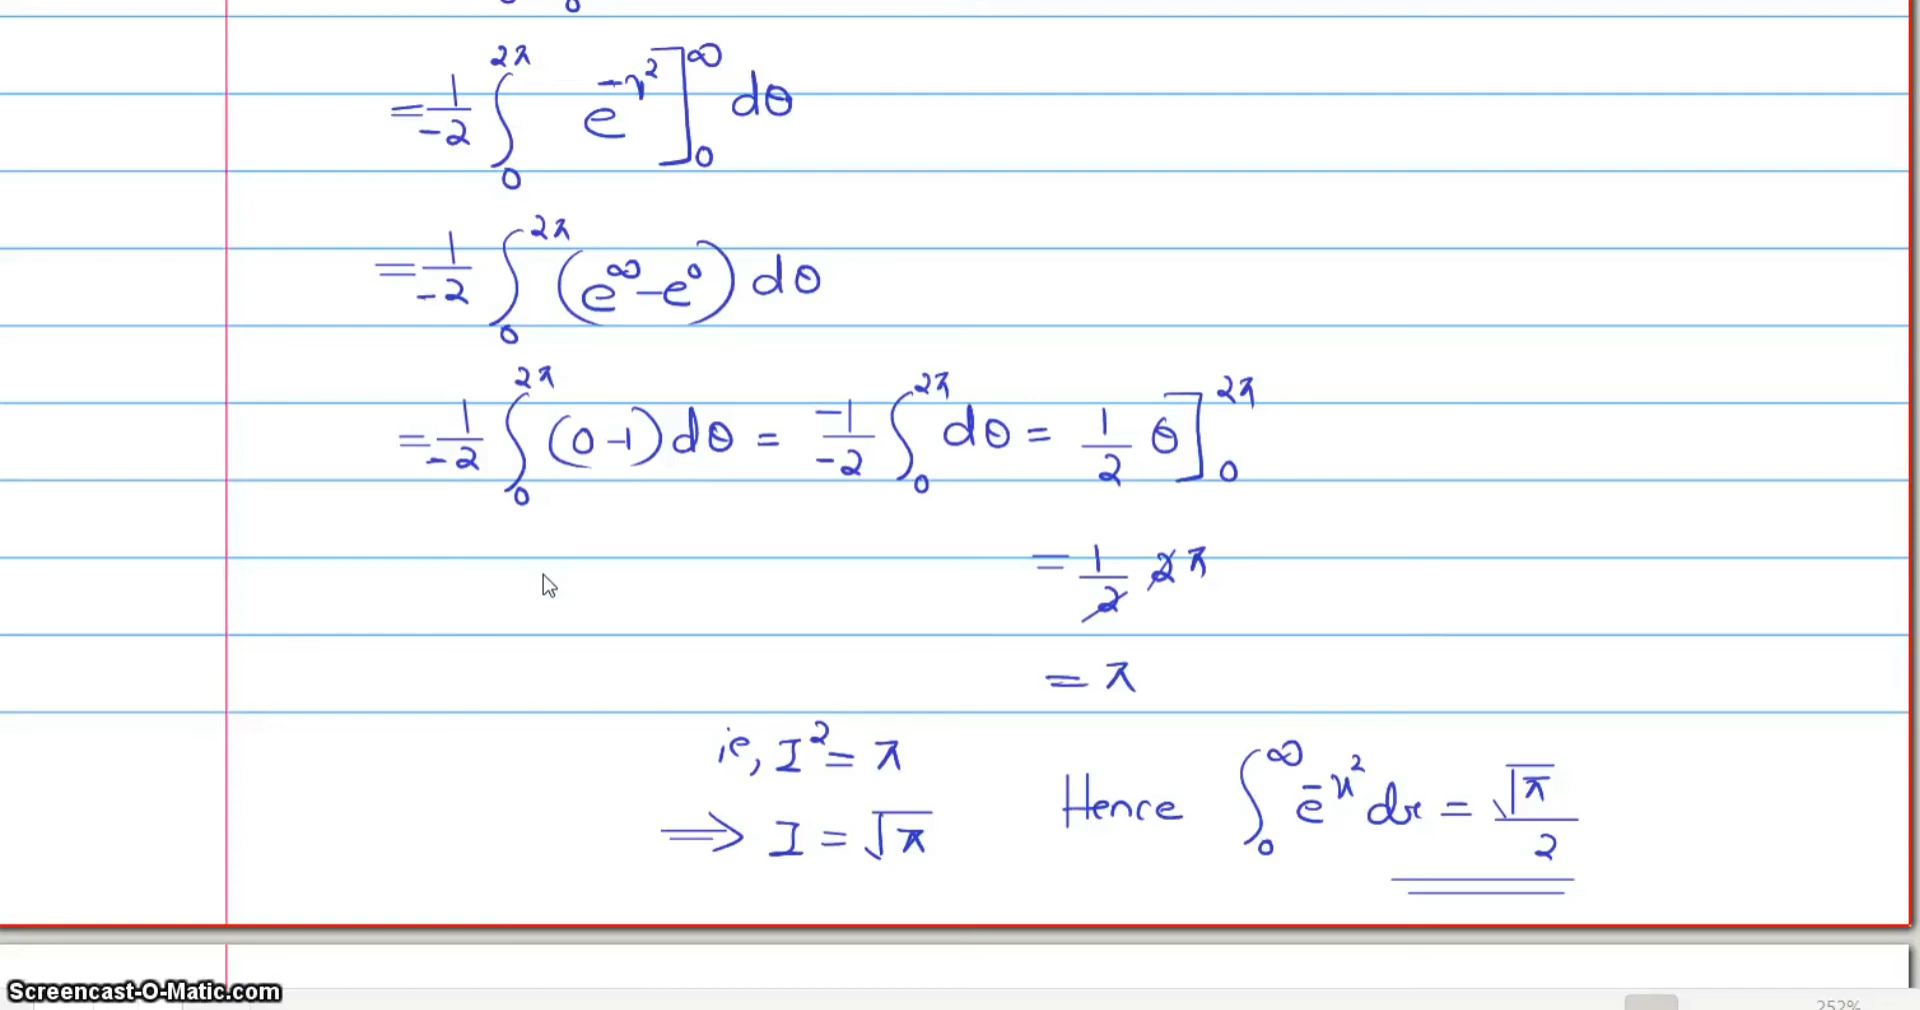 = 1/-2 ∫₀^2π e^-r² ]₀^∞ dθ
= 1/-2 ∫₀^2π (e^∞ - e^0) dθ
= 1/-2 ∫₀^2π (0-1) dθ = -1/-2 ∫₀^2π dθ = 1/2 θ ]₀^2π
= 1/2 2π
= π
ie, I² = π
⟹ I = √π
Hence ∫₀^∞ e^-x² dx = √π/2
Screencast-O-Matic.com
252%